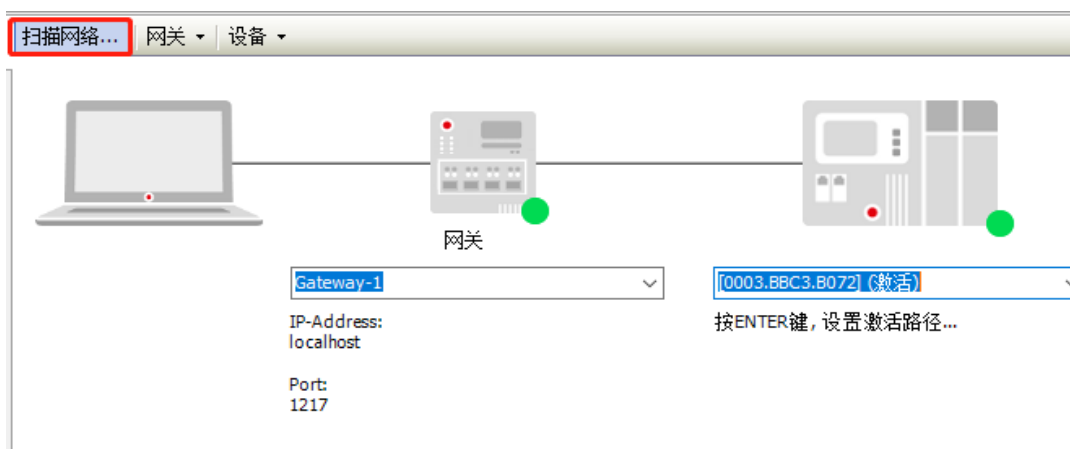 扫描网络... 网关 设备
网关
Gateway-1
[0003.BBC3.B072] (激活)
IP-Address:
localhost
按ENTER键, 设置激活路径...
Port:
1217